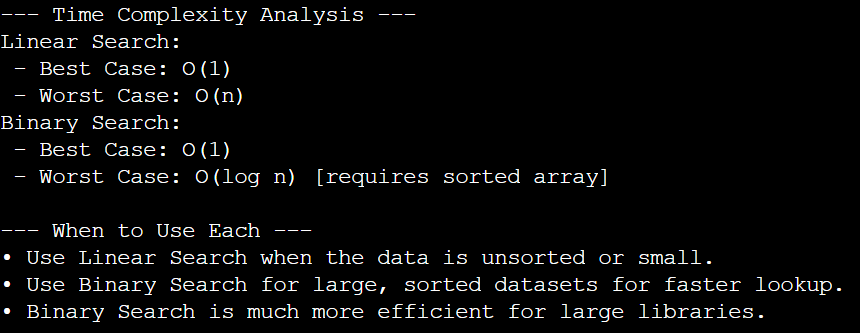 --- Time Complexity Analysis ---
Linear Search:
 - Best Case: O(1)
 - Worst Case: O(n)
Binary Search:
 - Best Case: O(1)
 - Worst Case: O(log n) [requires sorted array]

--- When to Use Each ---
• Use Linear Search when the data is unsorted or small.
• Use Binary Search for large, sorted datasets for faster lookup.
• Binary Search is much more efficient for large libraries.